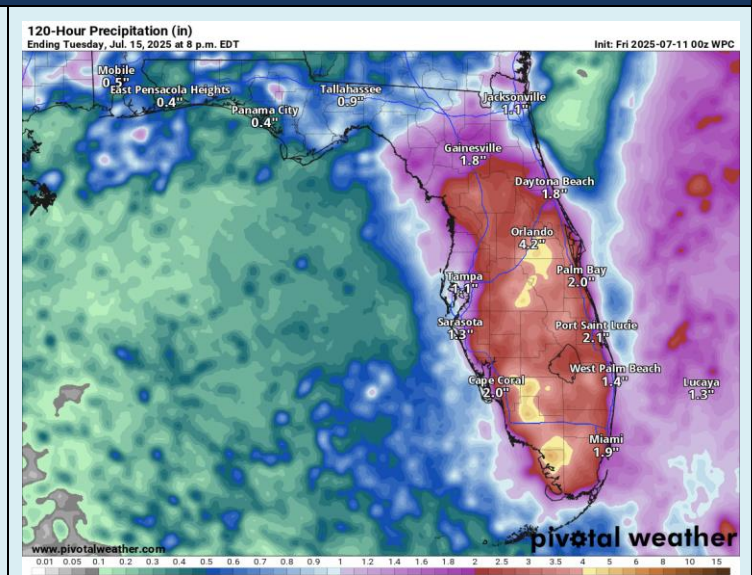 120-Hour Precipitation (in)
Ending Tuesday, Jul. 15, 2025 at 8 p.m. EDT
Init: Fri 2025-07-11 00z WPC
Mobile
0.5"
East Pensacola Heights
0.4"
Panama City
0.4"
Tallahassee
0.9"
Jacksonville
1.1"
Gainesville
1.8"
Daytona Beach
1.8"
Orlando
4.2"
Tampa
1.1"
Palm Bay
2.0"
Sarasota
1.3"
Port Saint Lucie
2.1"
Cape Coral
2.0"
West Palm Beach
1.4"
Lucaya
1.3"
Miami
1.9"
www.pivotalweather.com
pivotal weather
0.01 0.05 0.1 0.2 0.3 0.4 0.5 0.6 0.7 0.8 0.9 1 1.2 1.4 1.6 1.8 2 2.5 3 3.5 4 5 6 8 10 15